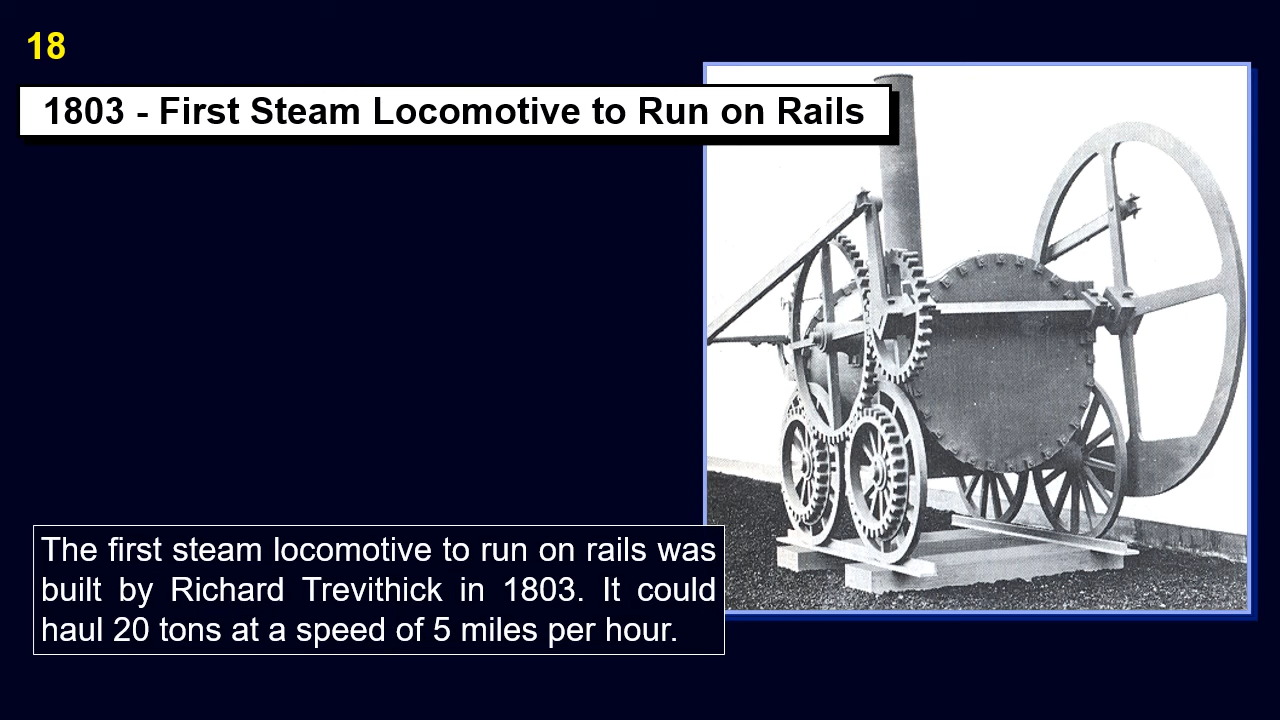 18
1803 - First Steam Locomotive to Run on Rails
The first steam locomotive to run on rails was
built by Richard Trevithick in 1803. It could
haul 20 tons at a speed of 5 miles per hour.